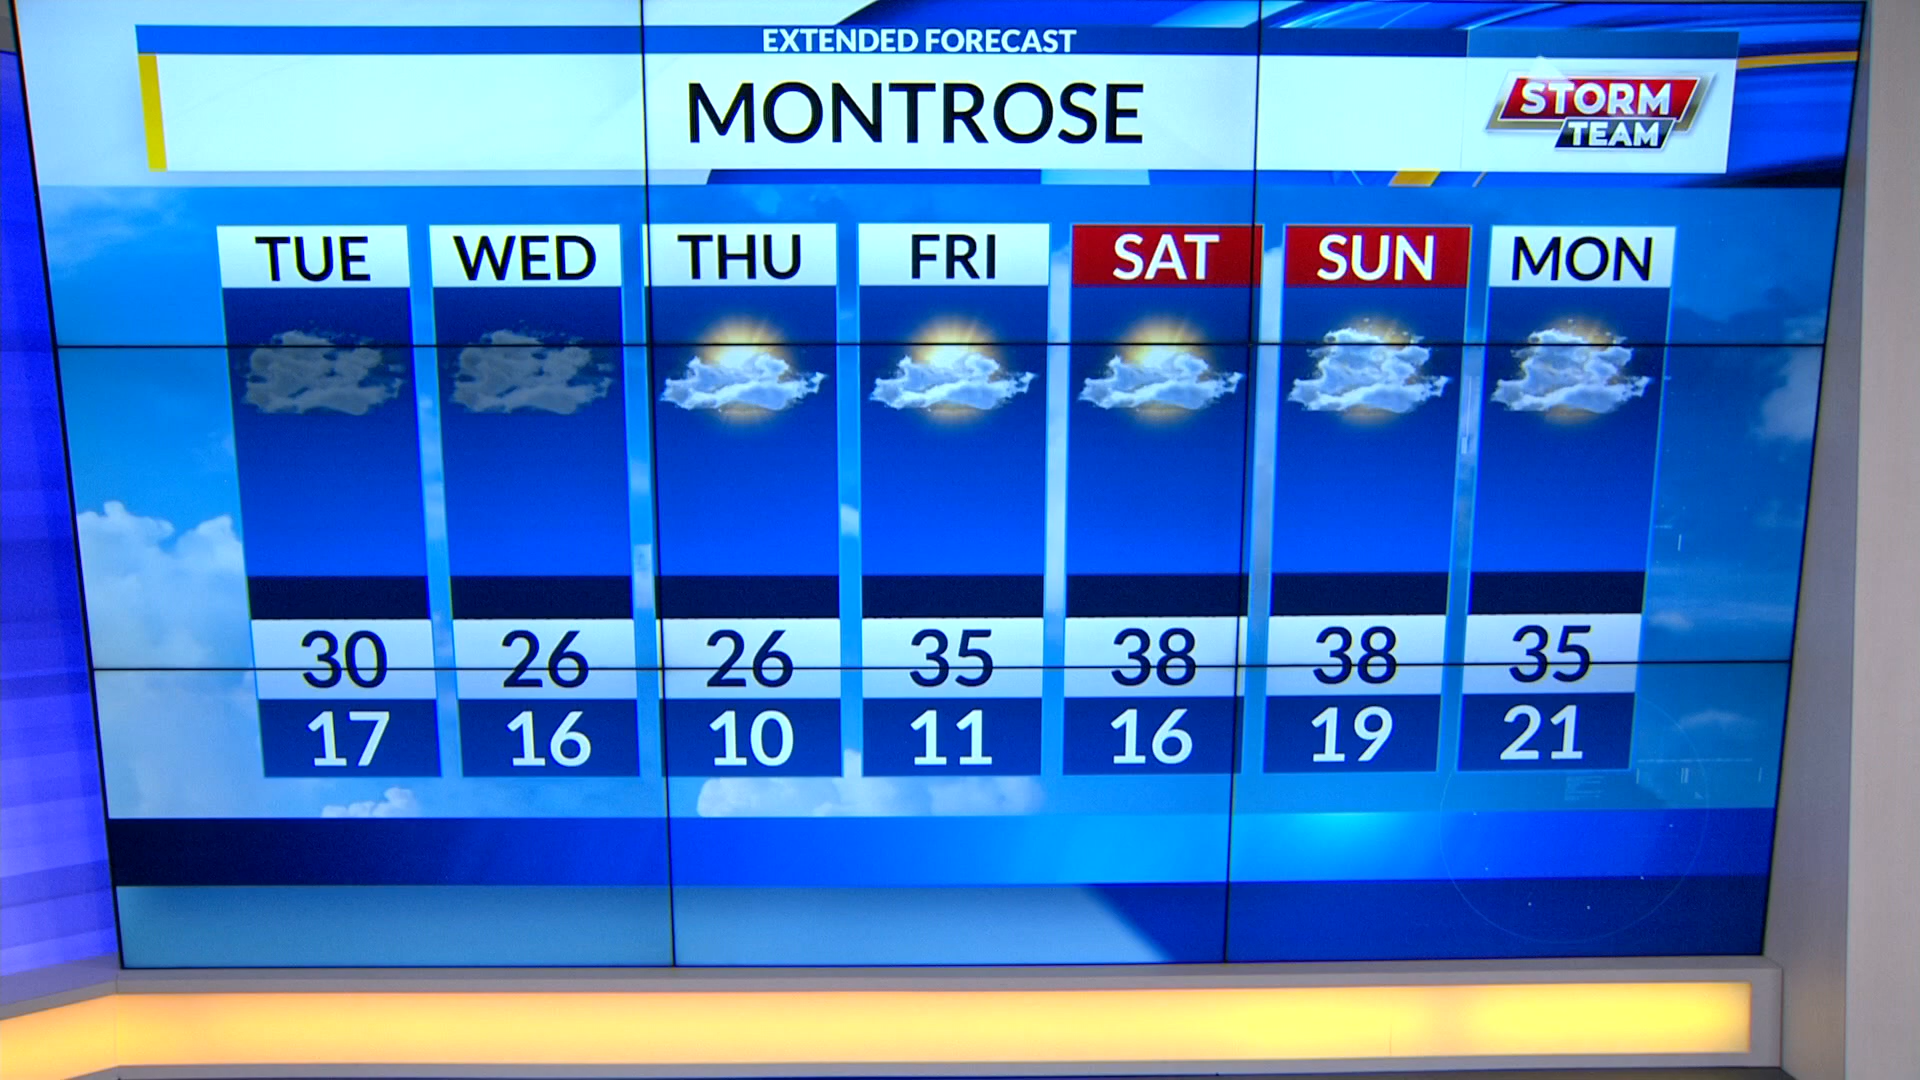 EXTENDED FORECAST
MONTROSE
STORM
TEAM
TUE WED THU FRI SAT SUN MON
30 26 26 35 38 38 35
17 16 10 11 16 19 21